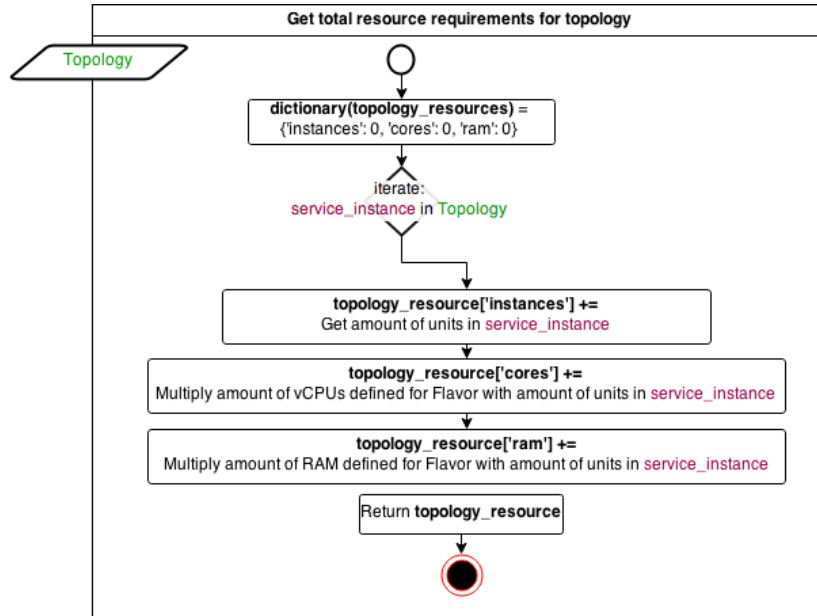 Get total resource requirements for topology
Topology
dictionary(topology_resources) =
{'instances': 0, 'cores': 0, 'ram': 0}
iterate:
service_instance in Topology
topology_resource['instances'] +=
Get amount of units in service_instance
topology_resource['cores'] +=
Multiply amount of vCPUs defined for Flavor with amount of units in service_instance
topology_resource['ram'] +=
Multiply amount of RAM defined for Flavor with amount of units in service_instance
Return topology_resource